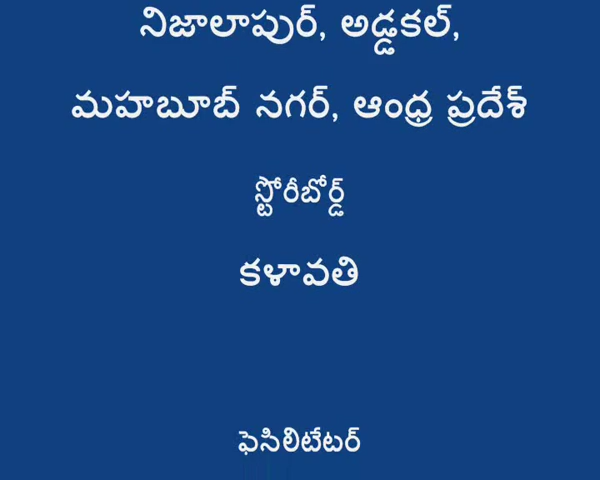 నిజాలాపుర్, అడ్డకల్,
మహబూబ్ నగర్, ఆంధ్ర ప్రదేశ్
స్టోరీబోర్డ్
కళావతి
ఫెసిలిటేటర్